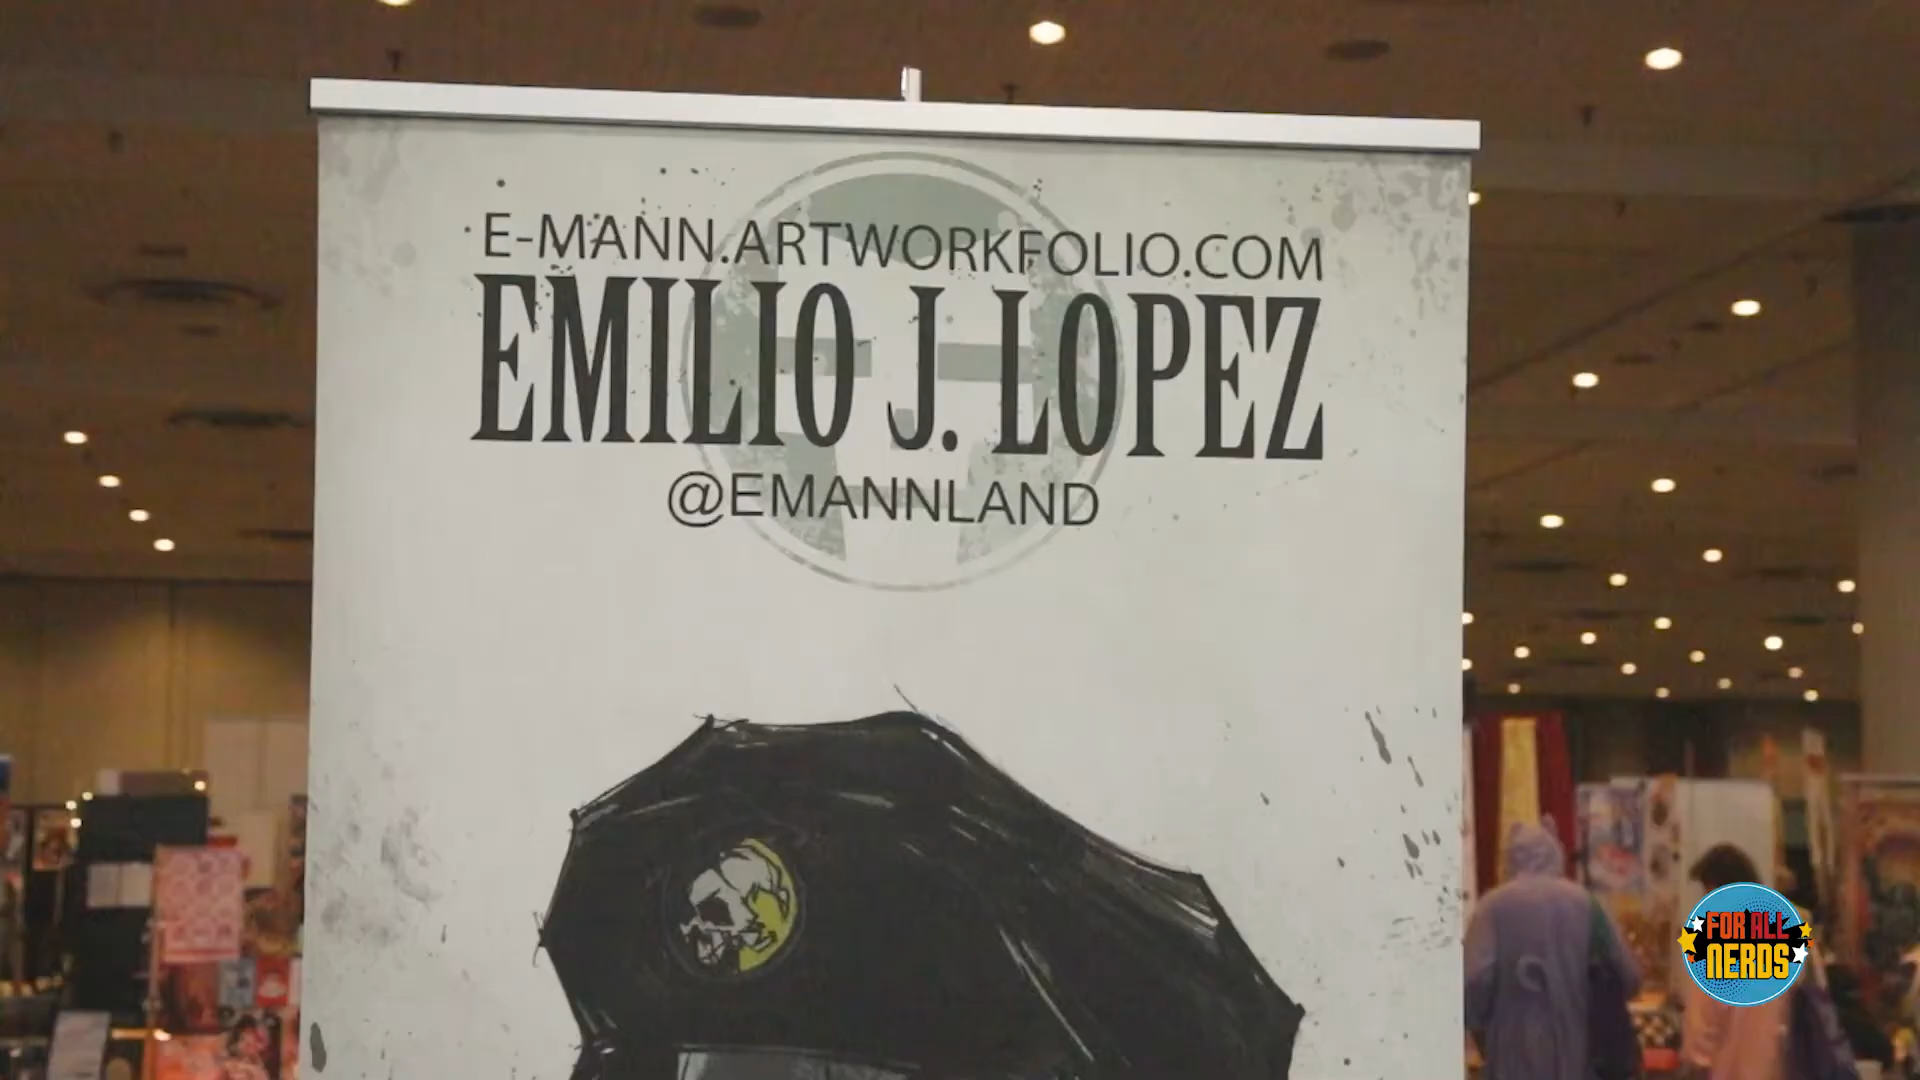 E-MANN.ARTWORKFOLIO.COM
EMILIO J. LOPEZ
@EMANNLAND
FOR ALL
NERDS